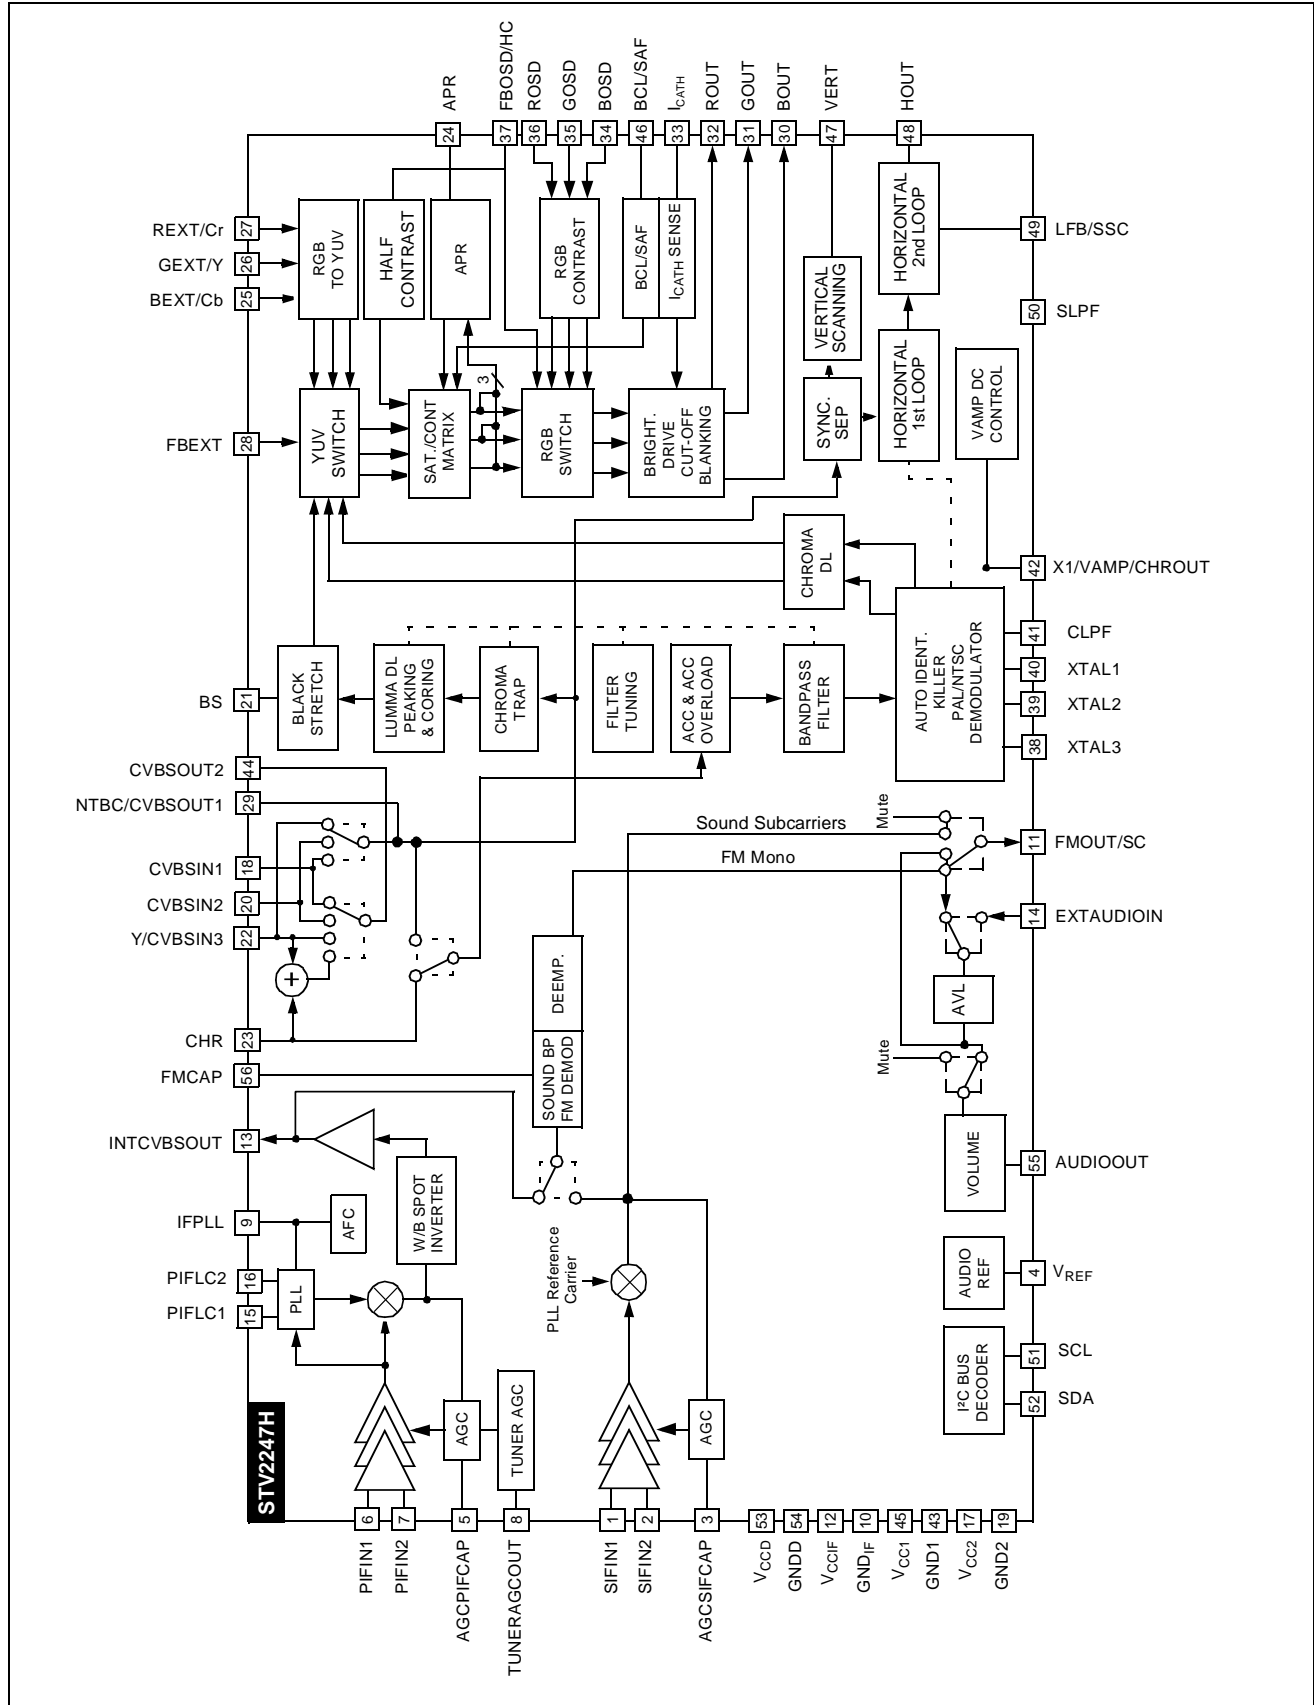 STV2247H
APR
24
FBOSD/HC
37
ROSD
36
GOSD
35
BOSD
34
BCL/SAF
46
ICATH
33
ROUT
32
GOUT
31
BOUT
30
VERT
47
HOUT
48
REXT/Cr
27
GEXT/Y
26
BEXT/Cb
25
FBEXT
28
BS
21
CVBSOUT2
44
NTBC/CVBSOUT1
29
CVBSIN1
18
CVBSIN2
20
Y/CVBSIN3
22
CHR
23
FMCAP
56
INTCVBSOUT
13
IFPLL
9
PIFLC2
16
PIFLC1
15
RGB
TO YUV
HALF
CONTRAST
APR
RGB
CONTRAST
BCL/SAF
ICATH SENSE
VERTICAL
SCANNING
HORIZONTAL
2nd LOOP
YUV
SWITCH
SAT./CONT
MATRIX
3
RGB
SWITCH
BRIGHT.
DRIVE
CUT-OFF
BLANKING
SYNC.
SEP
HORIZONTAL
1st LOOP
VAMP DC
CONTROL
CHROMA
DL
BLACK
STRETCH
LUMMA DL
PEAKING
& CORING
CHROMA
TRAP
FILTER
TUNING
ACC & ACC
OVERLOAD
BANDPASS
FILTER
AUTO IDENT.
KILLER
PAL/NTSC
DEMODULATOR
+
Sound Subcarriers
FM Mono
Mute
DEEMP.
SOUND BP
FM DEMOD
AVL
Mute
VOLUME
W/B SPOT
INVERTER
AFC
PLL
PLL Reference
Carrier
AUDIO
REF
I²C BUS
DECODER
AGC
TUNER AGC
AGC
49
LFB/SSC
50
SLPF
42
X1/VAMP/CHROUT
41
CLPF
40
XTAL1
39
XTAL2
38
XTAL3
11
FMOUT/SC
14
EXTAUDIOIN
55
AUDIOOUT
4
VREF
51
SCL
52
SDA
6
PIFIN1
7
PIFIN2
5
AGCPIFCAP
8
TUNERAGCOUT
1
SIFIN1
2
SIFIN2
3
AGCSIFCAP
53
VCCD
54
GNDD
12
VCCIF
10
GNDIF
45
VCC1
43
GND1
17
VCC2
19
GND2